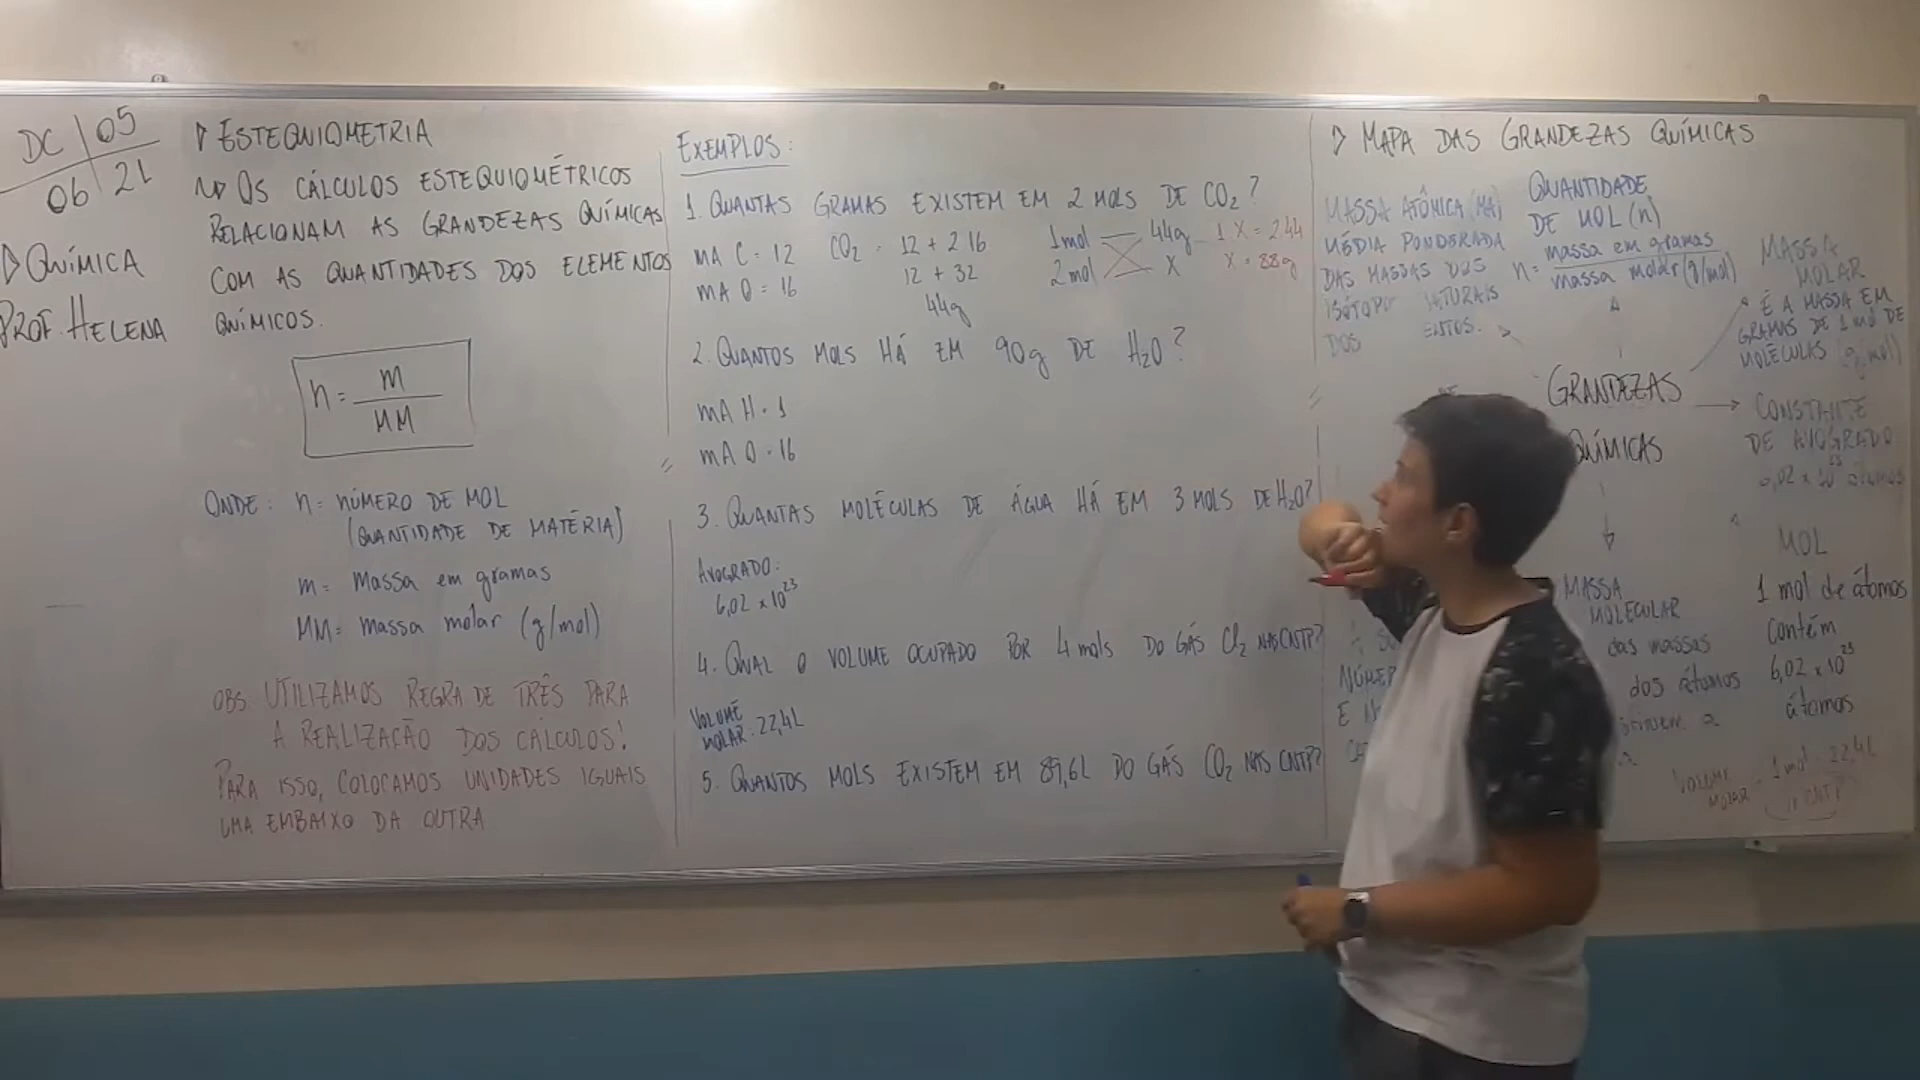 DC 05
06 21
QUÍMICA
PROF. HELENA
ESTEQUIOMETRIA
OS CÁLCULOS ESTEQUIOMÉTRICOS
RELACIONAM AS GRANDEZAS QUÍMICAS
COM AS QUANTIDADES DOS ELEMENTOS
QUÍMICOS.
n = m
MM
ONDE: n = NÚMERO DE MOL
(QUANTIDADE DE MATÉRIA)
m = massa em gramas
MM = massa molar (g/mol)
OBS UTILIZAMOS REGRA DE TRÊS PARA
A REALIZAÇÃO DOS CÁLCULOS!
PARA ISSO, COLOCAMOS UNIDADES IGUAIS
UMA EMBAIXO DA OUTRA
EXEMPLOS:
1. QUANTAS GRAMAS EXISTEM EM 2 MOLS DE CO₂?
MA C = 12
MA O = 16
CO₂ = 12 + 2.16
12 + 32
44g
1mol 44g
2mol X
1.X = 2.44
X = 88g
2. QUANTOS MOLS HÁ EM 90g DE H₂O?
MA H = 1
MA O = 16
3. QUANTAS MOLÉCULAS DE ÁGUA HÁ EM 3 MOLS DE H₂O?
AVOGRADO:
6,02 x 10²³
4. QUAL O VOLUME OCUPADO POR 4 mols DO GÁS Cl₂ NAS CNTP?
VOLUME
MOLAR = 22,4L
5. QUANTOS MOLS EXISTEM EM 89,6L DO GÁS CO₂ NAS CNTP?
MAPA DAS GRANDEZAS QUÍMICAS
MASSA ATÔMICA (MA)
MÉDIA PONDERADA
DAS MASSAS DOS
DOS
QUANTIDADE
DE MOL (n)
n = massa em gramas
massa molar (g/mol)
MASSA
MOLAR
É A MASSA EM
GRAMAS DE 1 mol DE
MOLÉCULAS (g/mol)
GRANDEZAS
QUÍMICAS
CONSTANTE
DE AVOGRADO
6,02 x 10²³ átomos
MASSA
MOLECULAR
das massas
dos átomos
MOL
1 mol de átomos
contém
6,02 x 10²³
átomos
VOLUME
MOLAR = 1mol = 22,4L